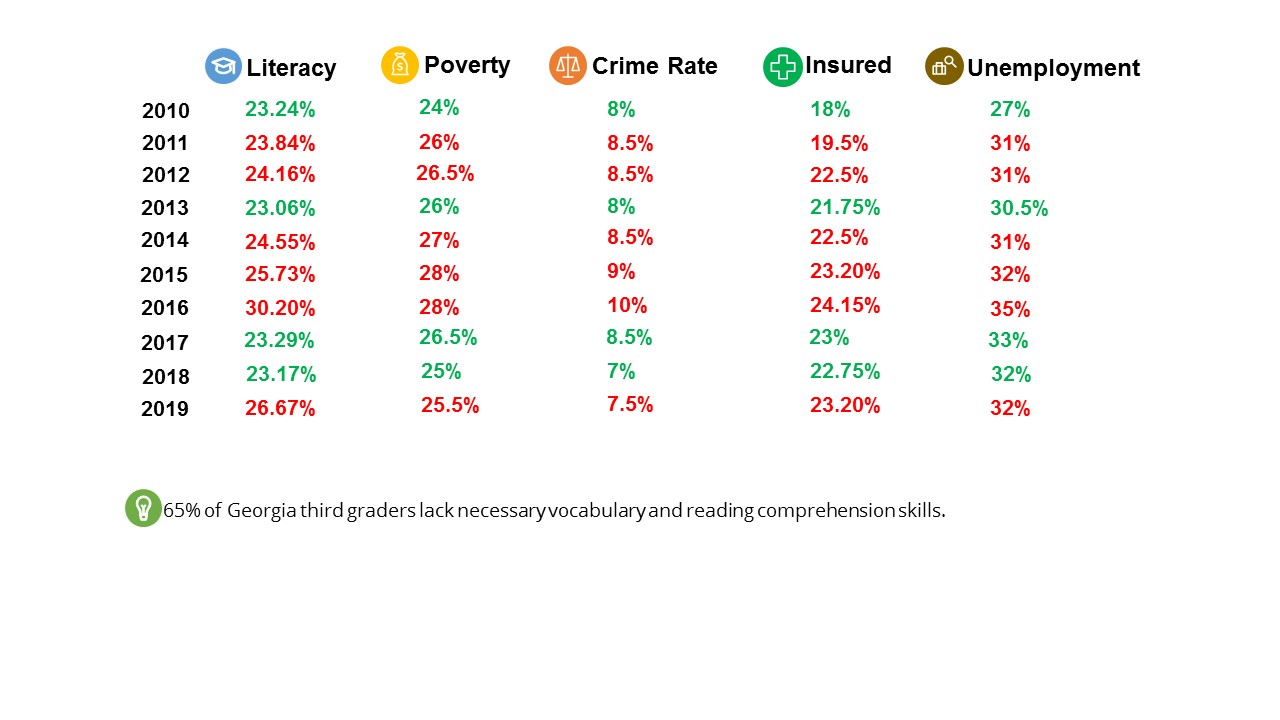 Literacy Poverty Crime Rate Insured Unemployment
2010 23.24% 24% 8% 18% 27%
2011 23.84% 26% 8.5% 19.5% 31%
2012 24.16% 26.5% 8.5% 22.5% 31%
2013 23.06% 26% 8% 21.75% 30.5%
2014 24.55% 27% 8.5% 22.5% 31%
2015 25.73% 28% 9% 23.20% 32%
2016 30.20% 28% 10% 24.15% 35%
2017 23.29% 26.5% 8.5% 23% 33%
2018 23.17% 25% 7% 22.75% 32%
2019 26.67% 25.5% 7.5% 23.20% 32%
65% of Georgia third graders lack necessary vocabulary and reading comprehension skills.